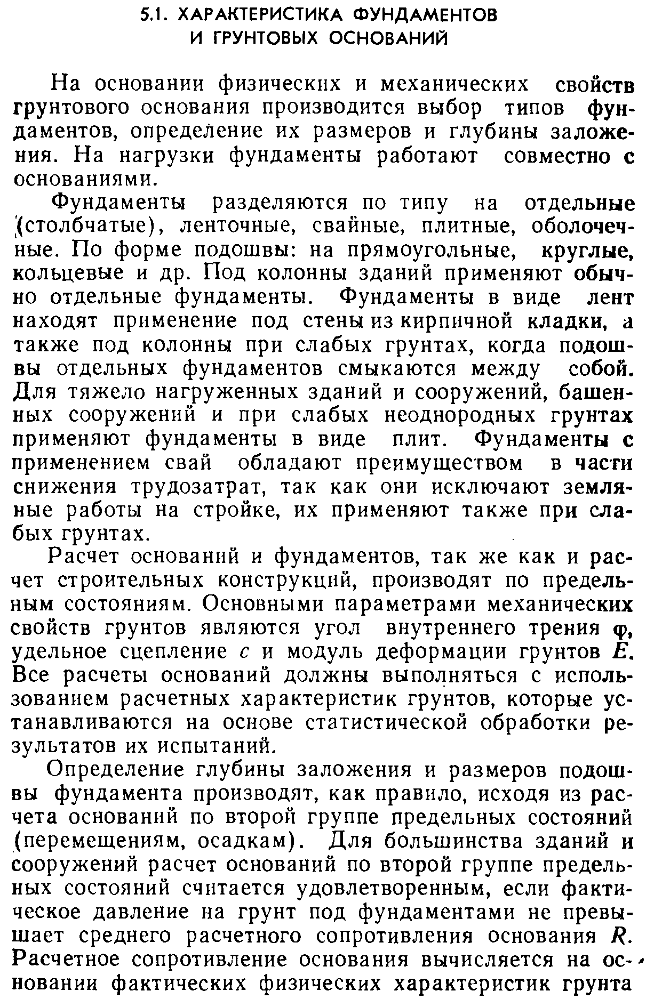 5.1. ХАРАКТЕРИСТИКА ФУНДАМЕНТОВ
И ГРУНТОВЫХ ОСНОВАНИЙ
На основании физических и механических свойств
грунтового основания производится выбор типов фун-
даментов, определение их размеров и глубины заложе-
ния. На нагрузки фундаменты работают совместно с
основаниями.
Фундаменты разделяются по типу на отдельные
(столбчатые), ленточные, свайные, плитные, оболочеч-
ные. По форме подошвы: на прямоугольные, круглые,
кольцевые и др. Под колонны зданий применяют обыч-
но отдельные фундаменты. Фундаменты в виде лент
находят применение под стены из кирпичной кладки, а
также под колонны при слабых грунтах, когда подош-
вы отдельных фундаментов смыкаются между собой.
Для тяжело нагруженных зданий и сооружений, башен-
ных сооружений и при слабых неоднородных грунтах
применяют фундаменты в виде плит. Фундаменты с
применением свай обладают преимуществом в части
снижения трудозатрат, так как они исключают земля-
ные работы на стройке, их применяют также при сла-
бых грунтах.
Расчет оснований и фундаментов, так же как и рас-
чет строительных конструкций, производят по предель-
ным состояниям. Основными параметрами механических
свойств грунтов являются угол внутреннего трения φ,
удельное сцепление c и модуль деформации грунтов E.
Все расчеты оснований должны выполняться с исполь-
зованием расчетных характеристик грунтов, которые ус-
танавливаются на основе статистической обработки ре-
зультатов их испытаний.
Определение глубины заложения и размеров подош-
вы фундамента производят, как правило, исходя из рас-
чета оснований по второй группе предельных состояний
(перемещениям, осадкам). Для большинства зданий и
сооружений расчет оснований по второй группе предель-
ных состояний считается удовлетворенным, если факти-
ческое давление на грунт под фундаментами не превы-
шает среднего расчетного сопротивления основания R.
Расчетное сопротивление основания вычисляется на ос-
новании фактических физических характеристик грунта